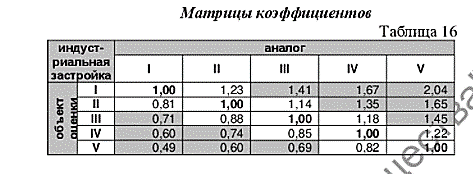 Матрицы коэффициентов
Таблица 16
индуст-
риальная
застройка
аналог
I II III IV V
объект
оценки
I 1,00 1,23 1,41 1,67 2,04
II 0,81 1,00 1,14 1,35 1,65
III 0,71 0,88 1,00 1,18 1,45
IV 0,60 0,74 0,85 1,00 1,22
V 0,49 0,60 0,69 0,82 1,00